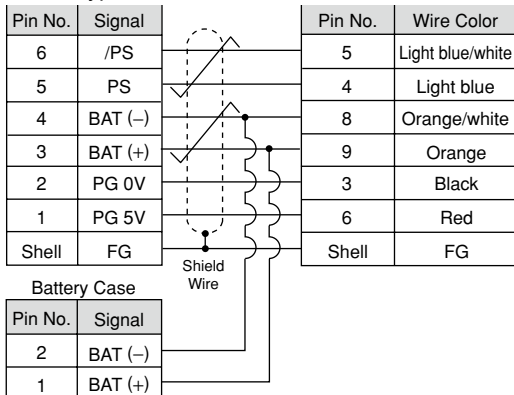 Pin No. Signal Pin No. Wire Color
6 /PS 5 Light blue/white
5 PS 4 Light blue
4 BAT (−) 8 Orange/white
3 BAT (+) 9 Orange
2 PG 0V 3 Black
1 PG 5V 6 Red
Shell FG Shell FG
Shield
Wire
Battery Case
Pin No. Signal
2 BAT (−)
1 BAT (+)